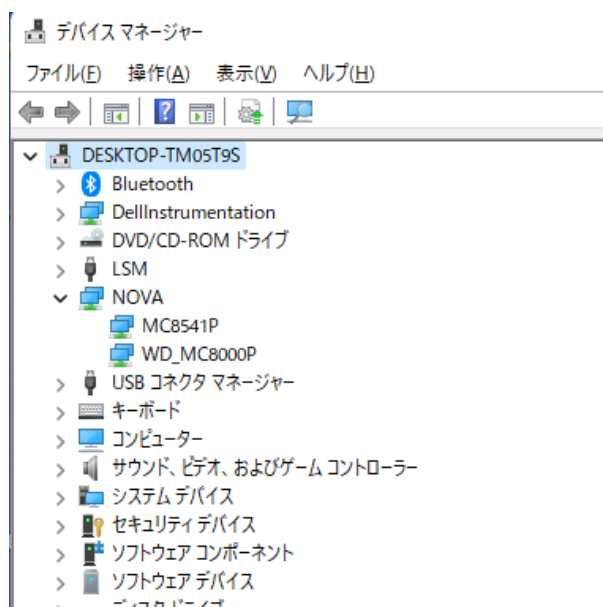 デバイス マネージャー
ファイル(F) 操作(A) 表示(V) ヘルプ(H)
DESKTOP-TM05T9S
Bluetooth
DellInstrumentation
DVD/CD-ROM ドライブ
LSM
NOVA
MC8541P
WD_MC8000P
USB コネクタ マネージャー
キーボード
コンピューター
サウンド、ビデオ、およびゲーム コントローラー
システム デバイス
セキュリティ デバイス
ソフトウェア コンポーネント
ソフトウェア デバイス